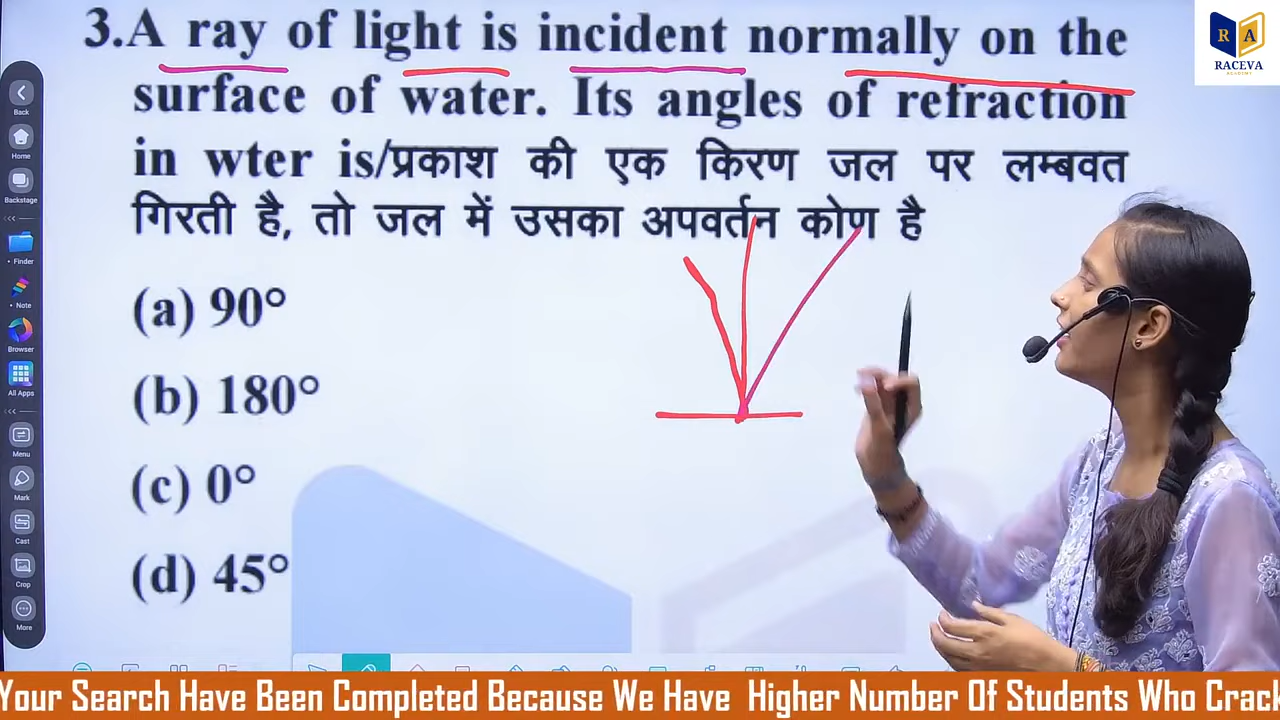 3.A ray of light is incident normally on the
surface of water. Its angles of refraction
in wter is/प्रकाश की एक किरण जल पर लम्बवत
गिरती है, तो जल में उसका अपवर्तन कोण है
(a) 90°
(b) 180°
(c) 0°
(d) 45°
R A
RACEVA
ACADEMY
Back
Home
Backstage
Finder
Note
Browser
All Apps
Menu
Mark
Cast
Crop
More
Your Search Have Been Completed Because We Have Higher Number Of Students Who Crack